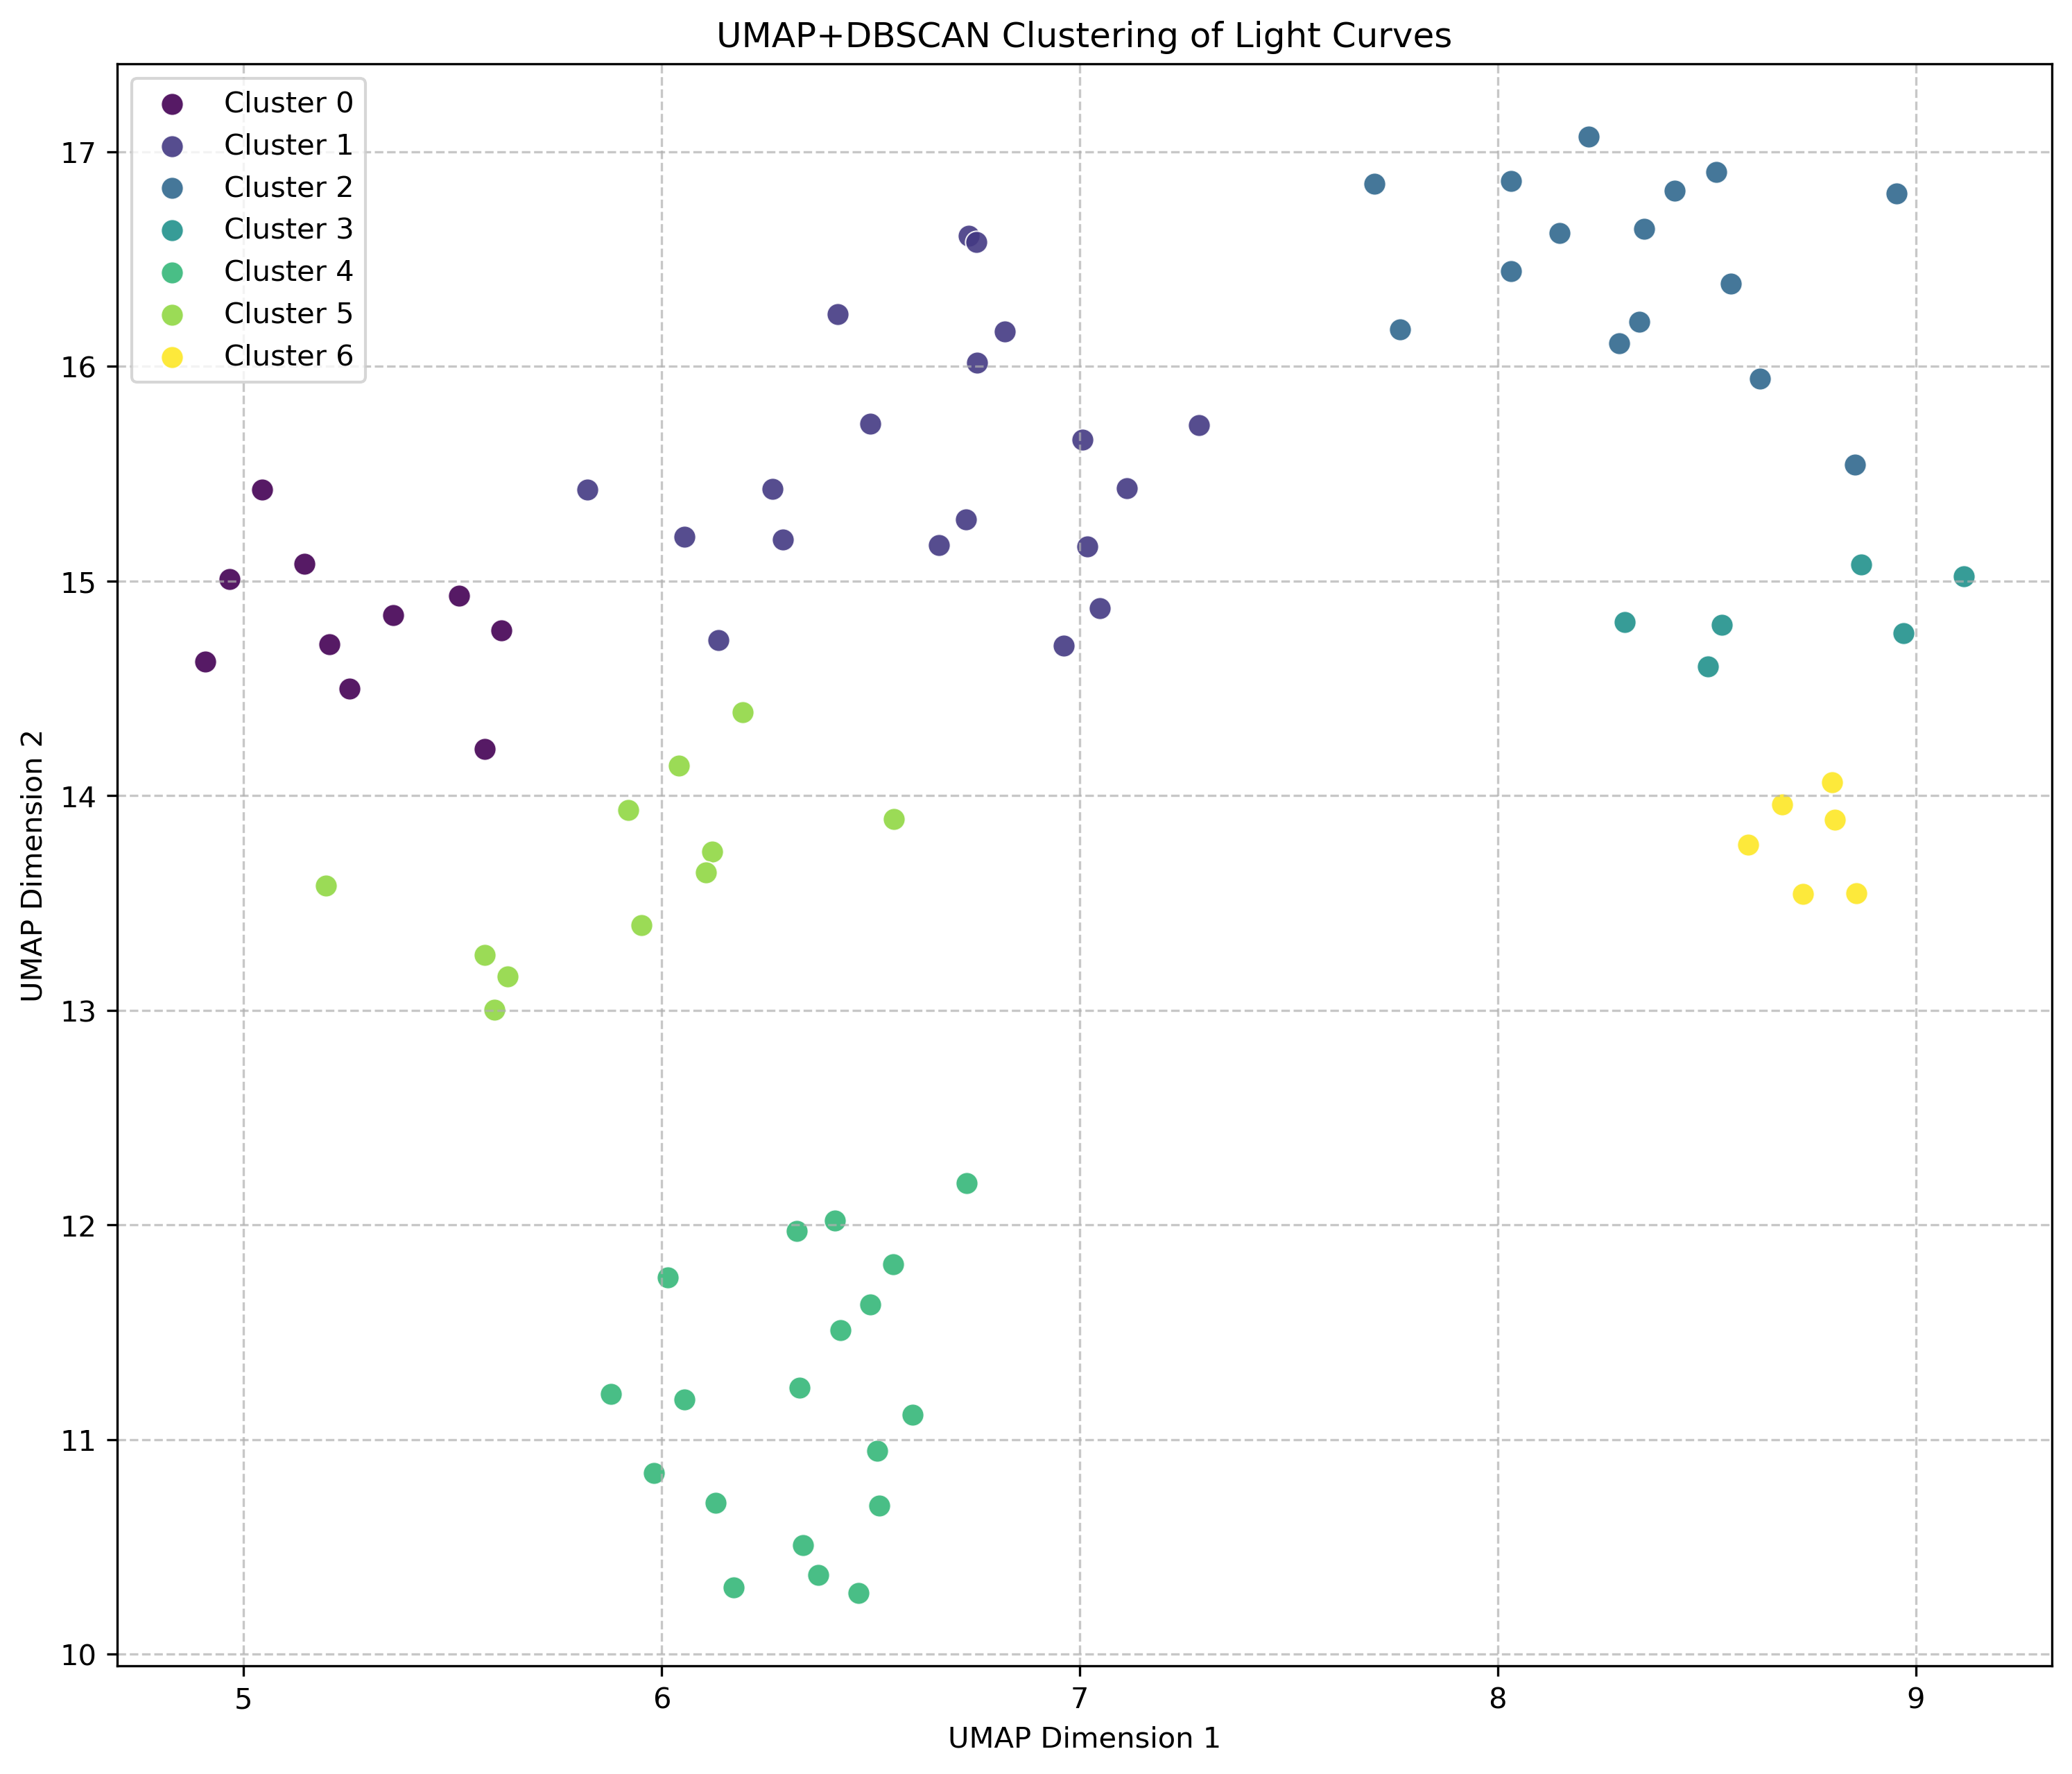 UMAP+DBSCAN Clustering of Light Curves
Cluster 0
Cluster 1
Cluster 2
Cluster 3
Cluster 4
Cluster 5
Cluster 6
17
16
15
14
13
12
11
10
UMAP Dimension 2
5 6 7 8 9
UMAP Dimension 1